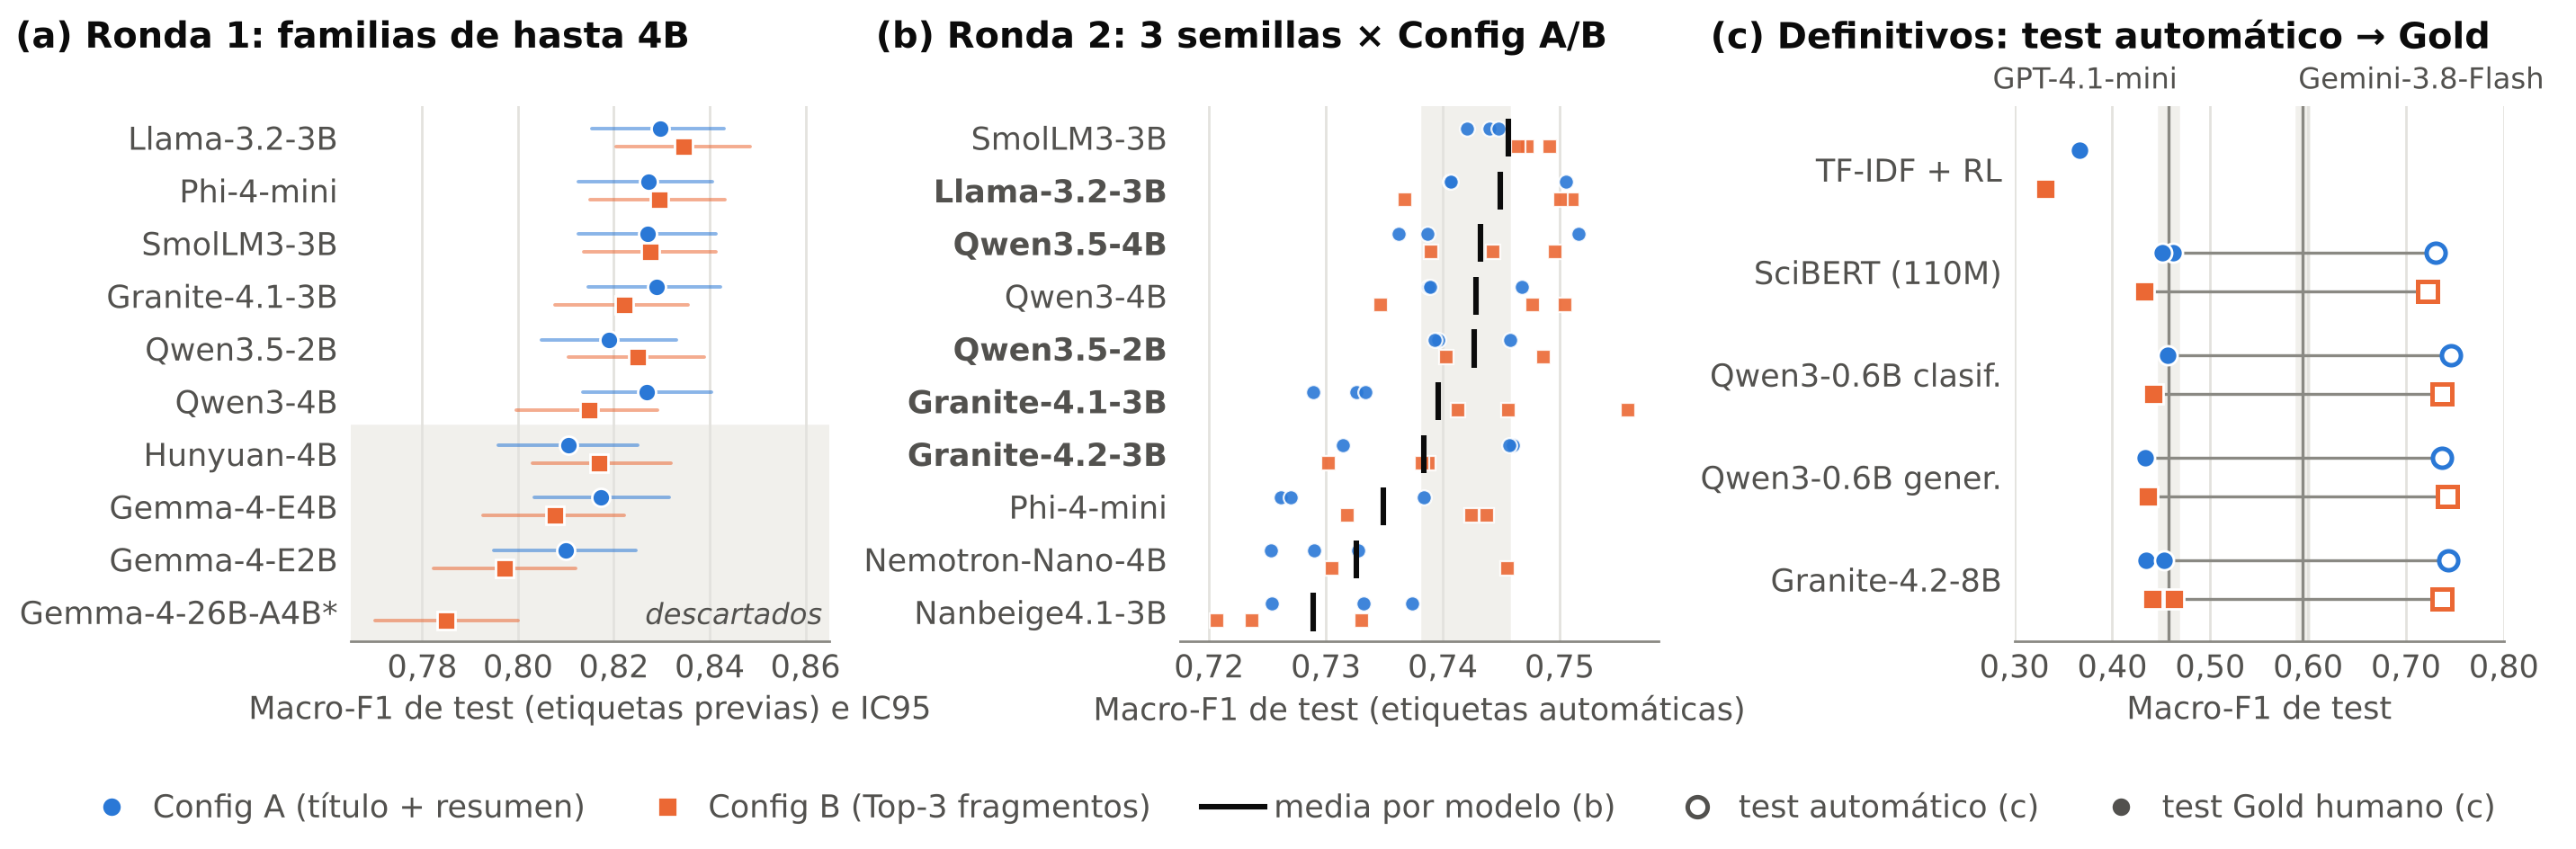 (a) Ronda 1: familias de hasta 4B
Llama-3.2-3B
Phi-4-mini
SmolLM3-3B
Granite-4.1-3B
Qwen3.5-2B
Qwen3-4B
Hunyuan-4B
Gemma-4-E4B
Gemma-4-E2B
Gemma-4-26B-A4B*
descartados
0,78 0,80 0,82 0,84 0,86
Macro-F1 de test (etiquetas previas) e IC95
(b) Ronda 2: 3 semillas × Config A/B
SmolLM3-3B
Llama-3.2-3B
Qwen3.5-4B
Qwen3-4B
Qwen3.5-2B
Granite-4.1-3B
Granite-4.2-3B
Phi-4-mini
Nemotron-Nano-4B
Nanbeige4.1-3B
0,72 0,73 0,74 0,75
Macro-F1 de test (etiquetas automáticas)
(c) Definitivos: test automático → Gold
GPT-4.1-mini Gemini-3.8-Flash
TF-IDF + RL
SciBERT (110M)
Qwen3-0.6B clasif.
Qwen3-0.6B gener.
Granite-4.2-8B
0,30 0,40 0,50 0,60 0,70 0,80
Macro-F1 de test
Config A (título + resumen) Config B (Top-3 fragmentos) media por modelo (b) test automático (c) test Gold humano (c)